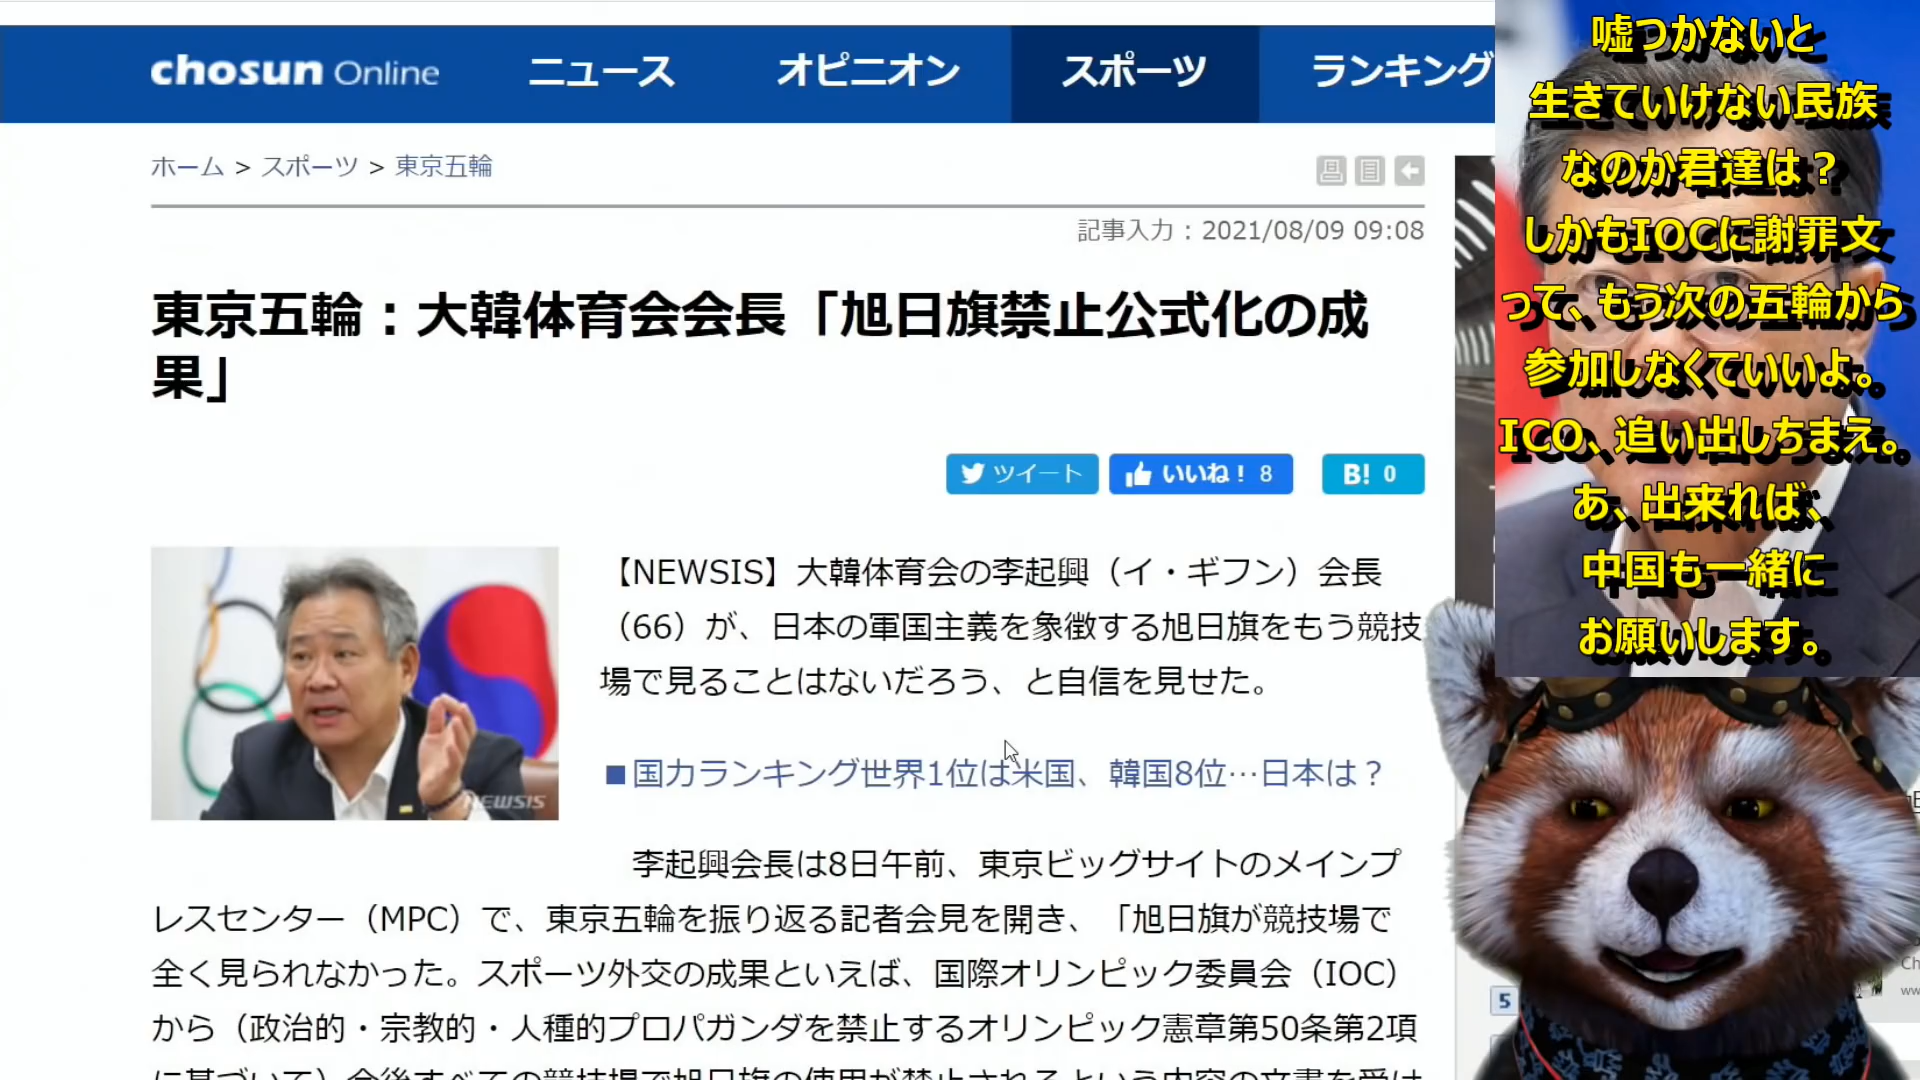 chosun Online
ニュース
オピニオン
スポーツ
ランキング
ホーム > スポーツ > 東京五輪
記事入力 : 2021/08/09 09:08
東京五輪：大韓体育会会長「旭日旗禁止公式化の成
果」
ツイート
いいね！ 8
B! 0
【NEWSIS】大韓体育会の李起興（イ・ギフン）会長
（66）が、日本の軍国主義を象徴する旭日旗をもう競技
場で見ることはないだろう、と自信を見せた。
■国力ランキング世界1位は米国、韓国8位…日本は？
NEWSIS
李起興会長は8日午前、東京ビッグサイトのメインプ
レスセンター（MPC）で、東京五輪を振り返る記者会見を開き、「旭日旗が競技場で
全く見られなかった。スポーツ外交の成果といえば、国際オリンピック委員会（IOC）
から（政治的・宗教的・人種的プロパガンダを禁止するオリンピック憲章第50条第2項
に基づいて）今後すべての競技場で旭日旗の使用が禁止されるという内容の文書を受け
嘘つかないと
生きていけない民族
なのか君達は？
しかもIOCに謝罪文
って、もう次の五輪から
参加しなくていいよ。
ICO、追い出しちまえ。
あ、出来れば、
中国も一緒に
お願いします。
5
Ch